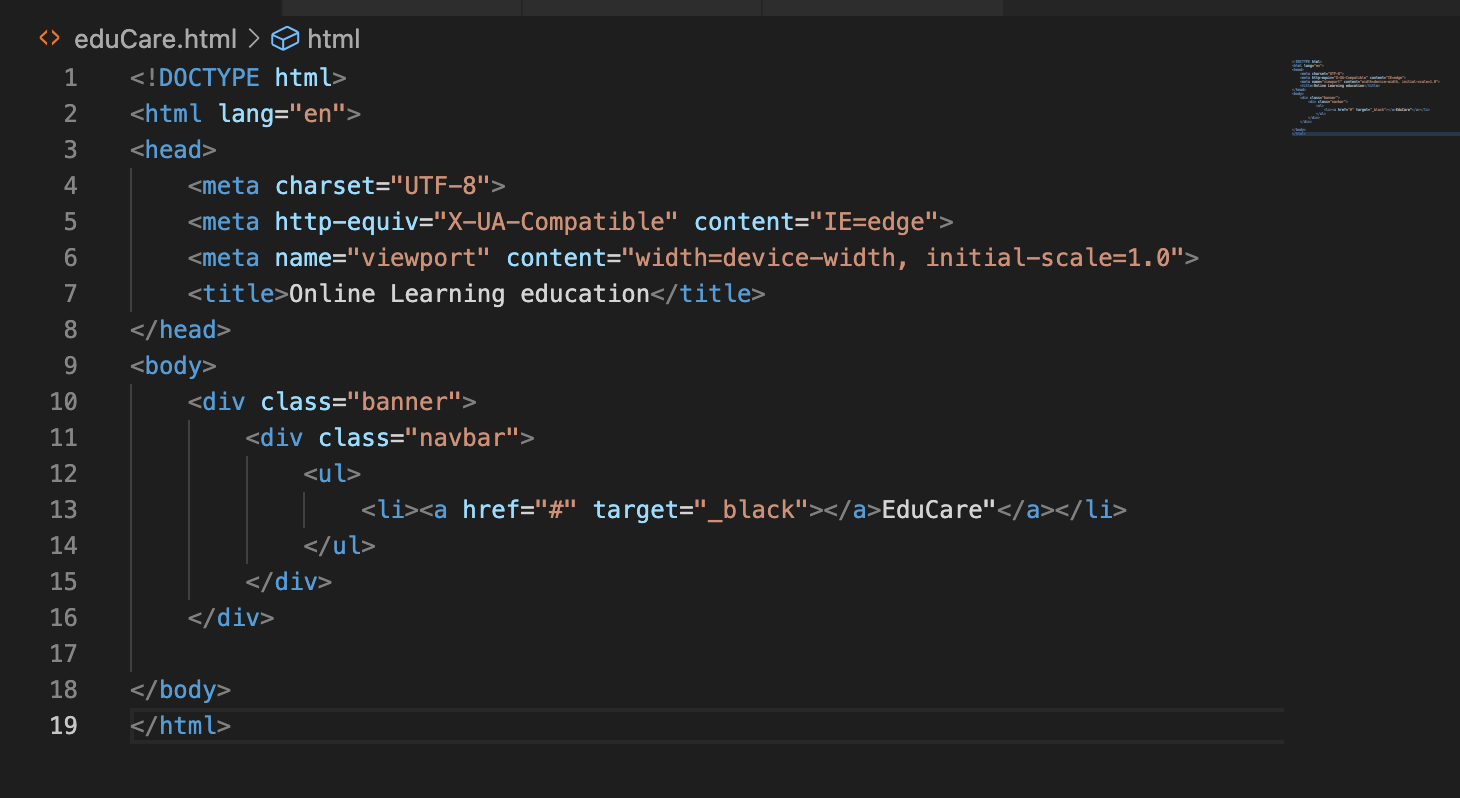 eduCare.html > html
1 <!DOCTYPE html>
2 <html lang="en">
3 <head>
4     <meta charset="UTF-8">
5     <meta http-equiv="X-UA-Compatible" content="IE=edge">
6     <meta name="viewport" content="width=device-width, initial-scale=1.0">
7     <title>Online Learning education</title>
8 </head>
9 <body>
10     <div class="banner">
11         <div class="navbar">
12             <ul>
13                 <li><a href="#" target="_black"></a>EduCare"</a></li>
14             </ul>
15         </div>
16     </div>
17
18 </body>
19 </html>